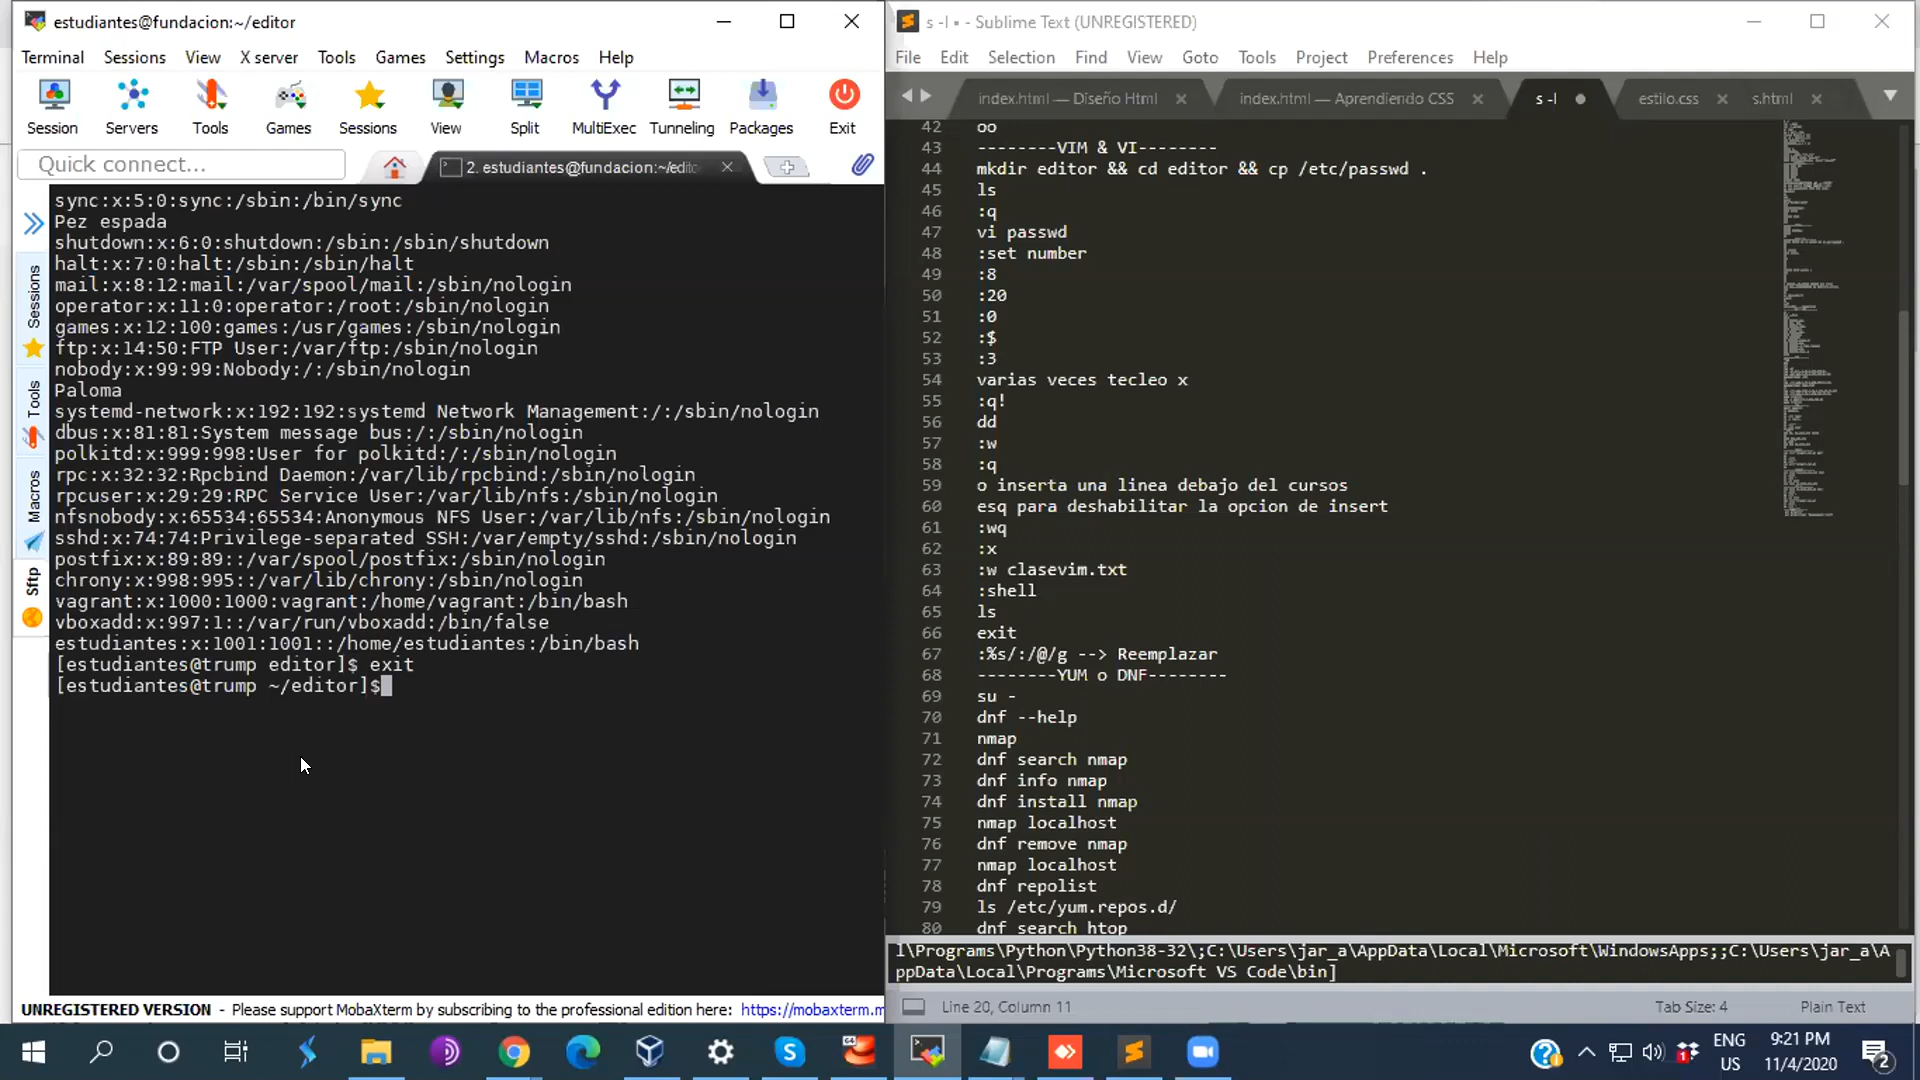 estudiantes@fundacion:~/editor
Terminal Sessions View X server Tools Games Settings Macros Help
Session Servers Tools Games Sessions View Split MultiExec Tunneling Packages Exit
Quick connect...
2. estudiantes@fundacion:~/edito
Sessions
Tools
Macros
Sftp
sync:x:5:0:sync:/sbin:/bin/sync
Pez espada
shutdown:x:6:0:shutdown:/sbin:/sbin/shutdown
halt:x:7:0:halt:/sbin:/sbin/halt
mail:x:8:12:mail:/var/spool/mail:/sbin/nologin
operator:x:11:0:operator:/root:/sbin/nologin
games:x:12:100:games:/usr/games:/sbin/nologin
ftp:x:14:50:FTP User:/var/ftp:/sbin/nologin
nobody:x:99:99:Nobody:/:/sbin/nologin
Paloma
systemd-network:x:192:192:systemd Network Management:/:/sbin/nologin
dbus:x:81:81:System message bus:/:/sbin/nologin
polkitd:x:999:998:User for polkitd:/:/sbin/nologin
rpc:x:32:32:Rpcbind Daemon:/var/lib/rpcbind:/sbin/nologin
rpcuser:x:29:29:RPC Service User:/var/lib/nfs:/sbin/nologin
nfsnobody:x:65534:65534:Anonymous NFS User:/var/lib/nfs:/sbin/nologin
sshd:x:74:74:Privilege-separated SSH:/var/empty/sshd:/sbin/nologin
postfix:x:89:89::/var/spool/postfix:/sbin/nologin
chrony:x:998:995::/var/lib/chrony:/sbin/nologin
vagrant:x:1000:1000:vagrant:/home/vagrant:/bin/bash
vboxadd:x:997:1::/var/run/vboxadd:/bin/false
estudiantes:x:1001:1001::/home/estudiantes:/bin/bash
[estudiantes@trump editor]$ exit
[estudiantes@trump ~/editor]$
UNREGISTERED VERSION - Please support MobaXterm by subscribing to the professional edition here: https://mobaxterm.m
s -l • - Sublime Text (UNREGISTERED)
File Edit Selection Find View Goto Tools Project Preferences Help
index.html — Diseño Html index.html — Aprendiendo CSS s -l estilo.css s.html
42 oo
43 --------VIM & VI--------
44 mkdir editor && cd editor && cp /etc/passwd .
45 ls
46 :q
47 vi passwd
48 :set number
49 :8
50 :20
51 :0
52 :$
53 :3
54 varias veces tecleo x
55 :q!
56 dd
57 :w
58 :q
59 o inserta una linea debajo del cursos
60 esq para deshabilitar la opcion de insert
61 :wq
62 :x
63 :w clasevim.txt
64 :shell
65 ls
66 exit
67 :%s/:/@/g --> Reemplazar
68 --------YUM o DNF--------
69 su -
70 dnf --help
71 nmap
72 dnf search nmap
73 dnf info nmap
74 dnf install nmap
75 nmap localhost
76 dnf remove nmap
77 nmap localhost
78 dnf repolist
79 ls /etc/yum.repos.d/
80 dnf search htop
l\Programs\Python\Python38-32\;C:\Users\jar_a\AppData\Local\Microsoft\WindowsApps;;C:\Users\jar_a\A
ppData\Local\Programs\Microsoft VS Code\bin]
Line 20, Column 11 Tab Size: 4 Plain Text
64
ENG
US
9:21 PM
11/4/2020
2